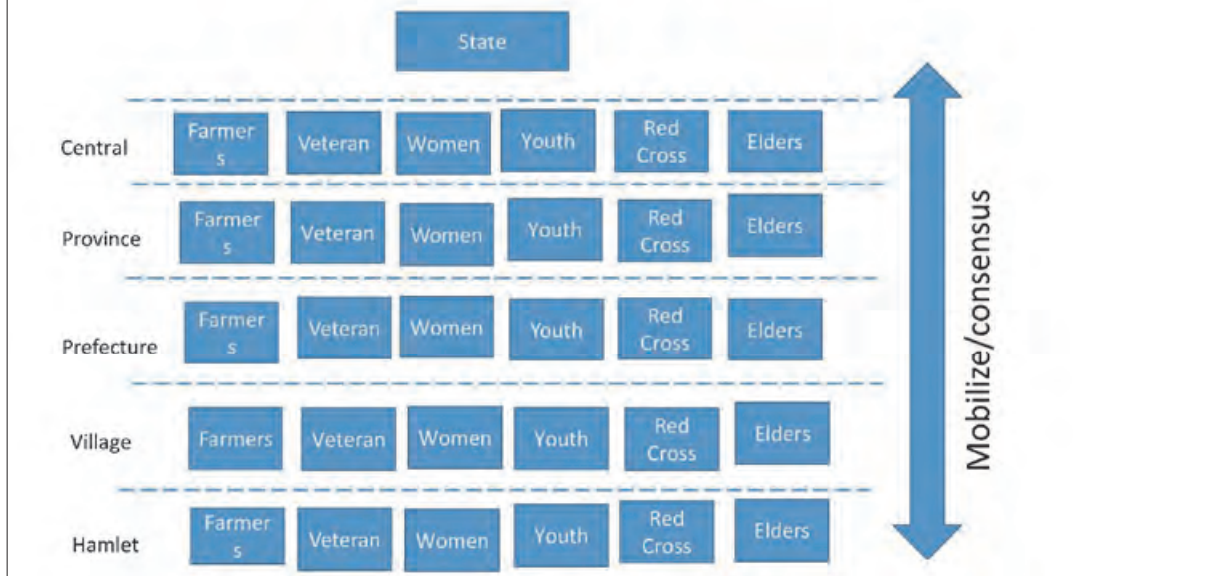 State
Central
Farmer
s
Veteran
Women
Youth
Red
Cross
Elders
Province
Farmer
s
Veteran
Women
Youth
Red
Cross
Elders
Prefecture
Farmer
s
Veteran
Women
Youth
Red
Cross
Elders
Village
Farmers
Veteran
Women
Youth
Red
Cross
Elders
Hamlet
Farmer
s
Veteran
Women
Youth
Red
Cross
Elders
Mobilize/consensus